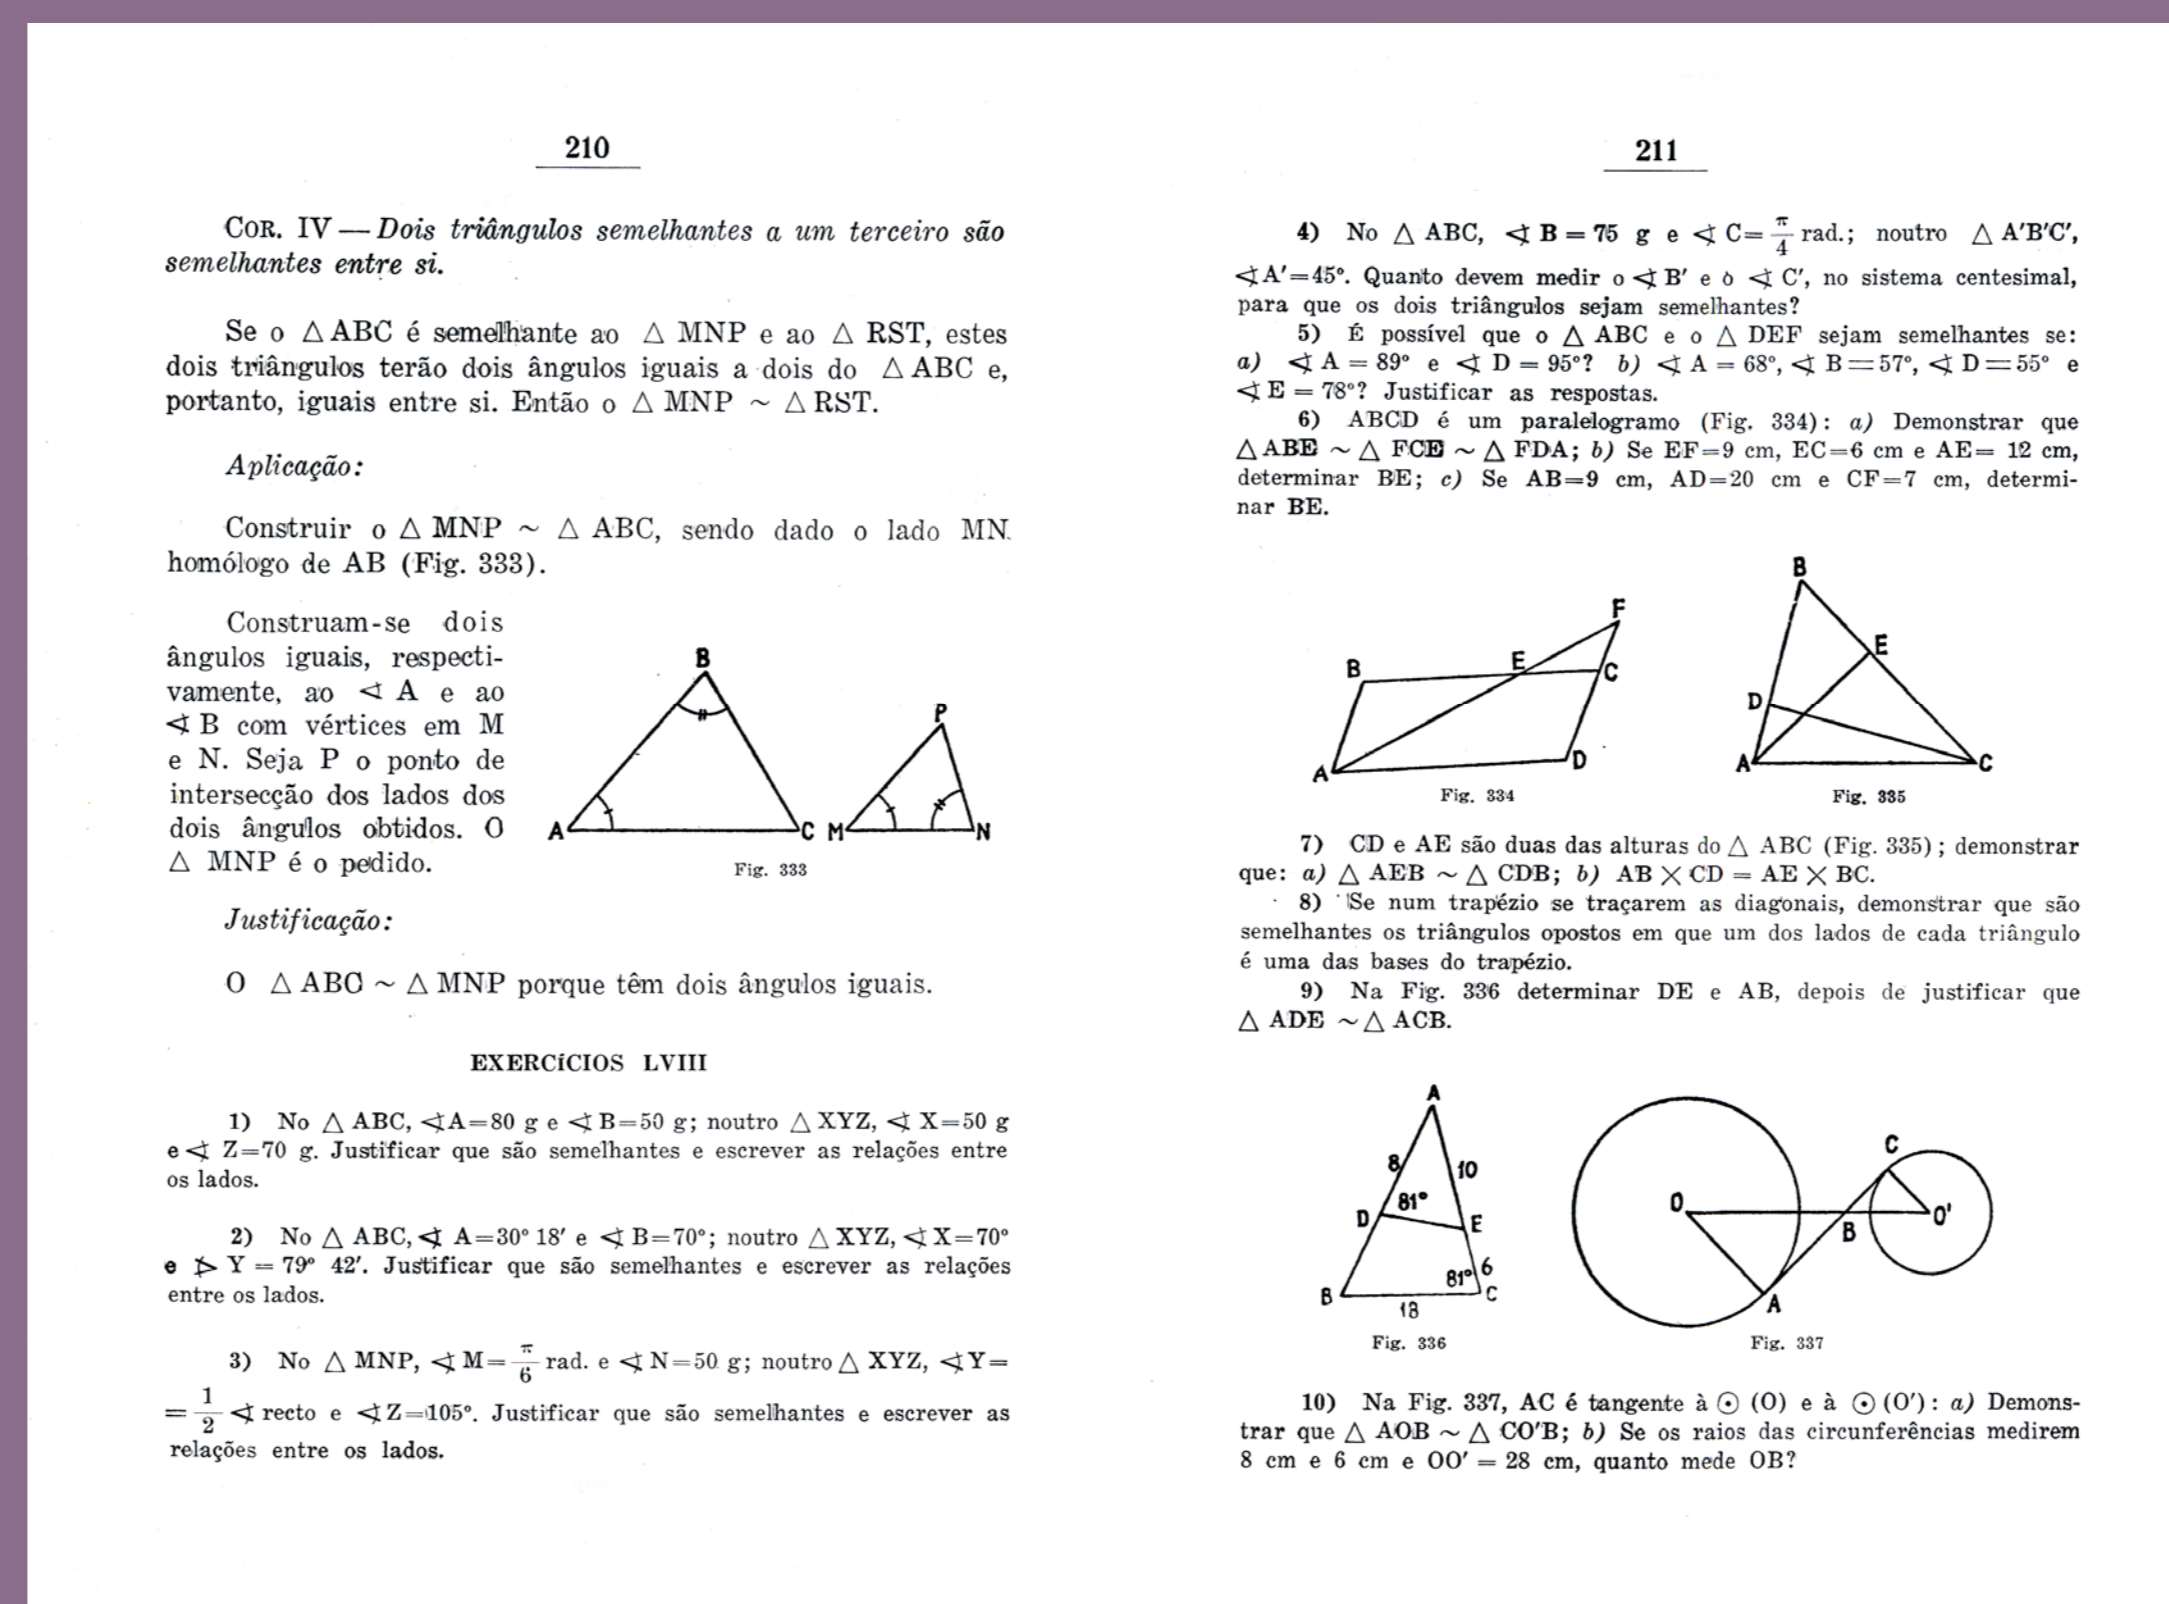 210
COR. IV — Dois triângulos semelhantes a um terceiro são
semelhantes entre si.
Se o △ ABC é semelhante ao △ MNP e ao △ RST, estes
dois triângulos terão dois ângulos iguais a dois do △ ABC e,
portanto, iguais entre si. Então o △ MNP ~ △ RST.
Aplicação:
Construir o △ MNP ~ △ ABC, sendo dado o lado MN
homólogo de AB (Fig. 333).
Construam-se dois
ângulos iguais, respecti-
vamente, ao ∢ A e ao
∢ B com vértices em M
e N. Seja P o ponto de
intersecção dos lados dos
dois ângulos obtidos. O
△ MNP é o pedido.
B
P
A
C
M
N
Fig. 333
Justificação:
O △ ABC ~ △ MNP porque têm dois ângulos iguais.
EXERCÍCIOS LVIII
1) No △ ABC, ∢ A=80 g e ∢ B=50 g; noutro △ XYZ, ∢ X=50 g
e ∢ Z=70 g. Justificar que são semelhantes e escrever as relações entre
os lados.
2) No △ ABC, ∢ A=30° 18′ e ∢ B=70°; noutro △ XYZ, ∢ X=70°
e ∢ Y = 79° 42′. Justificar que são semelhantes e escrever as relações
entre os lados.
3) No △ MNP, ∢ M= π/6 rad. e ∢ N=50 g; noutro △ XYZ, ∢ Y=
= 1/2 ∢ recto e ∢ Z=105°. Justificar que são semelhantes e escrever as
relações entre os lados.
211
4) No △ ABC, ∢ B = 75 g e ∢ C= π/4 rad.; noutro △ A′B′C′,
∢ A′=45°. Quanto devem medir o ∢ B′ e o ∢ C′, no sistema centesimal,
para que os dois triângulos sejam semelhantes?
5) É possível que o △ ABC e o △ DEF sejam semelhantes se:
a) ∢ A = 89° e ∢ D = 95°? b) ∢ A = 68°, ∢ B=57°, ∢ D=55° e
∢ E = 78°? Justificar as respostas.
6) ABCD é um paralelogramo (Fig. 334): a) Demonstrar que
△ ABE ~ △ FCE ~ △ FDA; b) Se EF=9 cm, EC=6 cm e AE= 12 cm,
determinar BE; c) Se AB=9 cm, AD=20 cm e CF=7 cm, determi-
nar BE.
F
B
E
C
A
D
Fig. 334
B
E
D
A
C
Fig. 335
7) CD e AE são duas das alturas do △ ABC (Fig. 335); demonstrar
que: a) △ AEB ~ △ CDB; b) AB × CD = AE × BC.
8) Se num trapézio se traçarem as diagonais, demonstrar que são
semelhantes os triângulos opostos em que um dos lados de cada triângulo
é uma das bases do trapézio.
9) Na Fig. 336 determinar DE e AB, depois de justificar que
△ ADE ~ △ ACB.
A
8
10
81°
D
E
6
81°
B
C
18
Fig. 336
C
O
O'
B
A
Fig. 337
10) Na Fig. 337, AC é tangente à ⊙ (O) e à ⊙ (O′): a) Demons-
trar que △ AOB ~ △ CO′B; b) Se os raios das circunferências medirem
8 cm e 6 cm e OO′ = 28 cm, quanto mede OB?